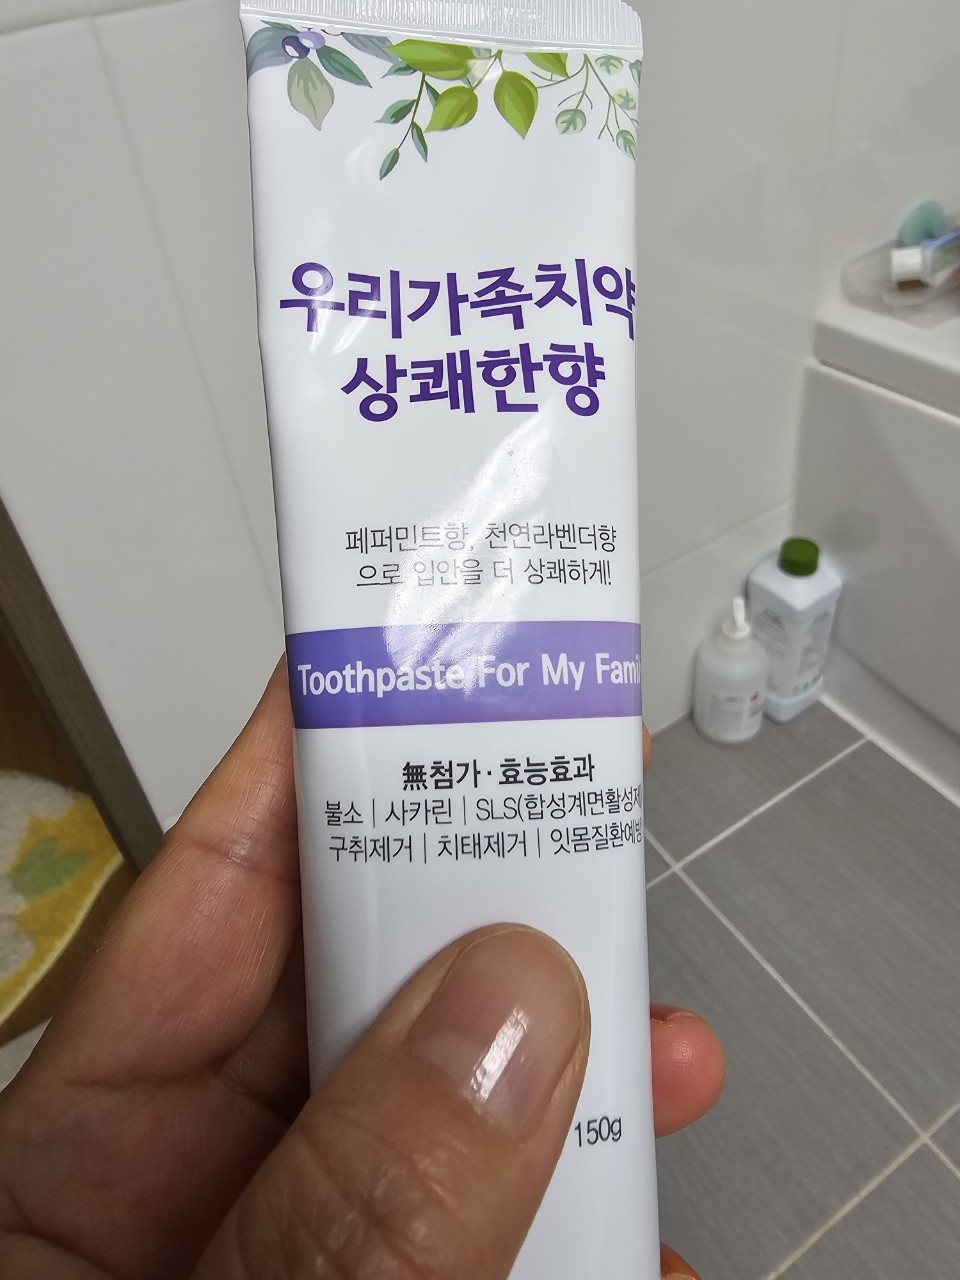 우리가족치약
상쾌한향
페퍼민트향, 천연라벤더향
으로 입안을 더 상쾌하게!
Toothpaste For My Fami
無첨가·효능효과
불소 | 사카린 | SLS(합성계면활성제
구취제거 | 치태제거 | 잇몸질환예방
150g